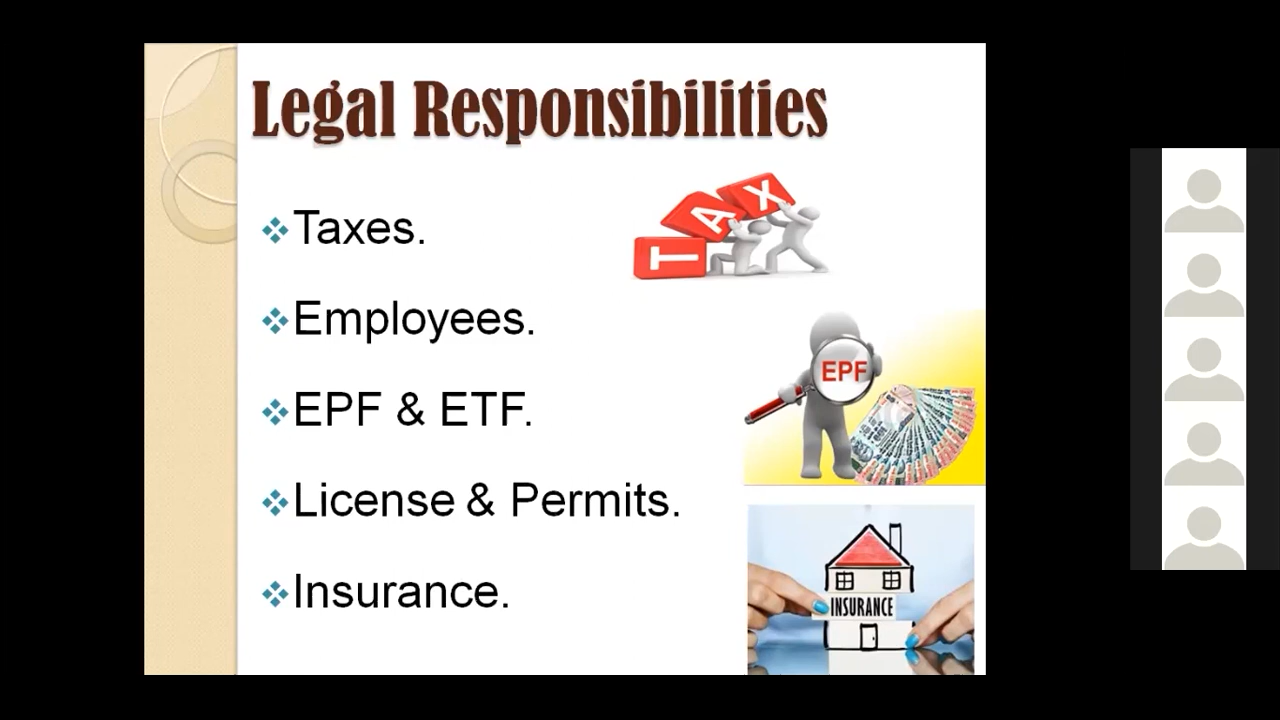 Legal Responsibilities
Taxes.
TAX
Employees.
EPF
EPF & ETF.
License & Permits.
Insurance.
INSURANCE